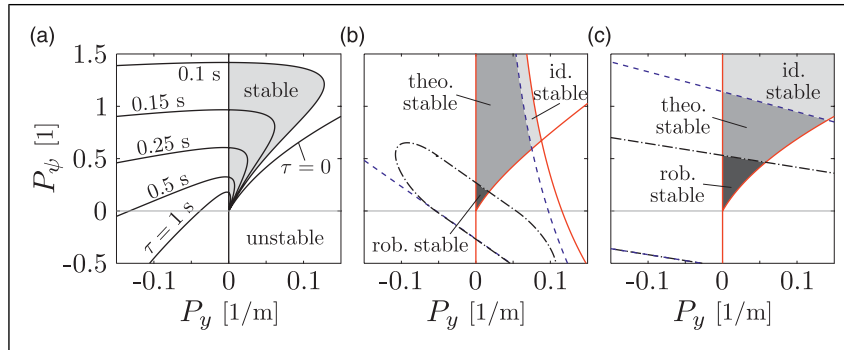 (a)
1.5
1
0.5
0
-0.5
P_ψ [1]
0.1 s
0.15 s
0.25 s
0.5 s
τ = 1 s
stable
τ = 0
unstable
-0.1 0 0.1
P_y [1/m]
(b)
theo.
stable
id.
stable
rob. stable
-0.1 0 0.1
P_y [1/m]
(c)
id.
stable
theo.
stable
rob.
stable
-0.1 0 0.1
P_y [1/m]